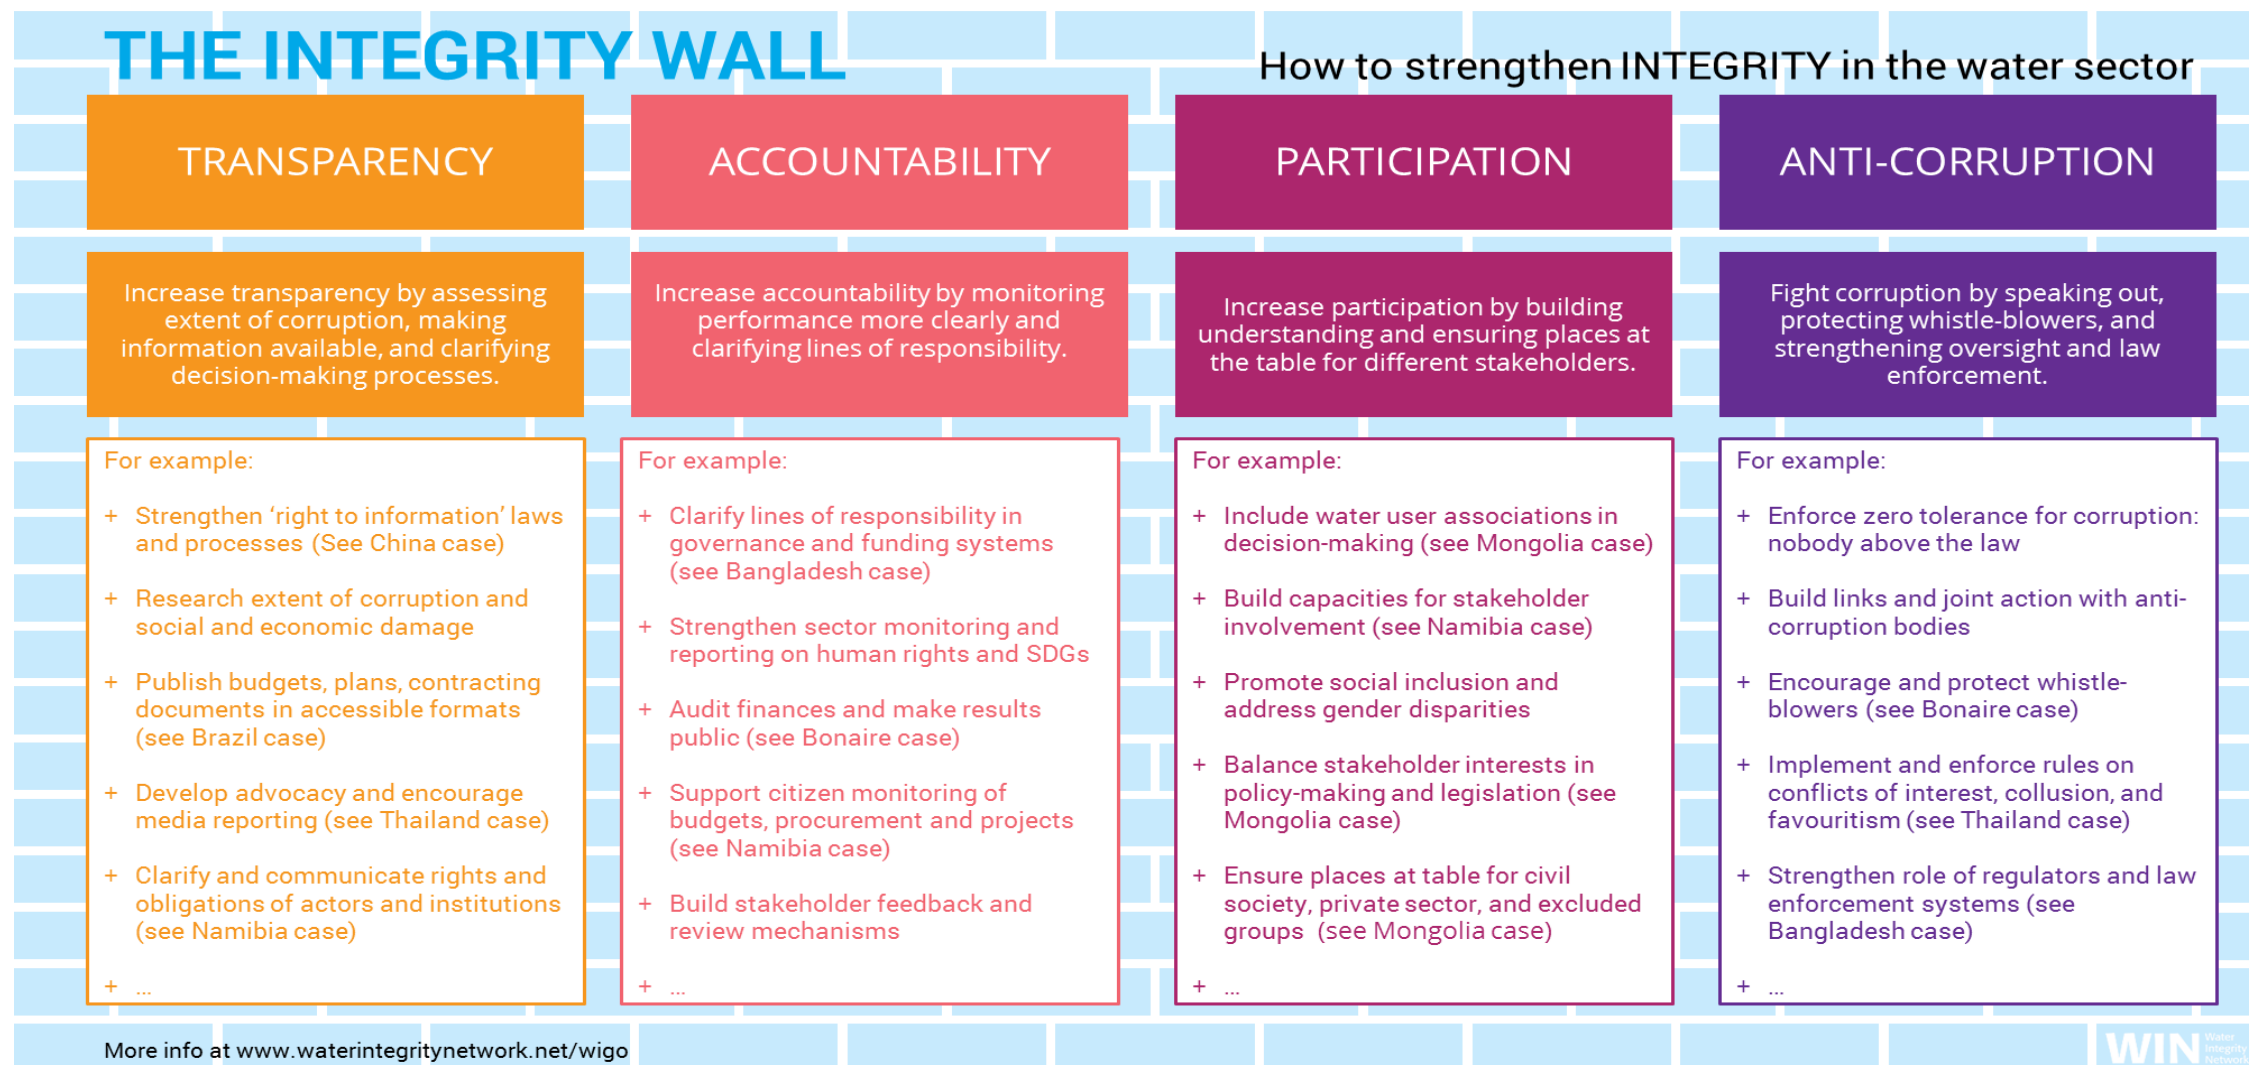 THE INTEGRITY WALL
How to strengthen INTEGRITY in the water sector
TRANSPARENCY
Increase transparency by assessing
extent of corruption, making
information available, and clarifying
decision-making processes.
For example:
+ Strengthen ‘right to information’ laws
and processes (See China case)
+ Research extent of corruption and
social and economic damage
+ Publish budgets, plans, contracting
documents in accessible formats
(see Brazil case)
+ Develop advocacy and encourage
media reporting (see Thailand case)
+ Clarify and communicate rights and
obligations of actors and institutions
(see Namibia case)
+ ...
ACCOUNTABILITY
Increase accountability by monitoring
performance more clearly and
clarifying lines of responsibility.
For example:
+ Clarify lines of responsibility in
governance and funding systems
(see Bangladesh case)
+ Strengthen sector monitoring and
reporting on human rights and SDGs
+ Audit finances and make results
public (see Bonaire case)
+ Support citizen monitoring of
budgets, procurement and projects
(see Namibia case)
+ Build stakeholder feedback and
review mechanisms
+ ...
PARTICIPATION
Increase participation by building
understanding and ensuring places at
the table for different stakeholders.
For example:
+ Include water user associations in
decision-making (see Mongolia case)
+ Build capacities for stakeholder
involvement (see Namibia case)
+ Promote social inclusion and
address gender disparities
+ Balance stakeholder interests in
policy-making and legislation (see
Mongolia case)
+ Ensure places at table for civil
society, private sector, and excluded
groups (see Mongolia case)
+ ...
ANTI-CORRUPTION
Fight corruption by speaking out,
protecting whistle-blowers, and
strengthening oversight and law
enforcement.
For example:
+ Enforce zero tolerance for corruption:
nobody above the law
+ Build links and joint action with anti-
corruption bodies
+ Encourage and protect whistle-
blowers (see Bonaire case)
+ Implement and enforce rules on
conflicts of interest, collusion, and
favouritism (see Thailand case)
+ Strengthen role of regulators and law
enforcement systems (see
Bangladesh case)
+ ...
More info at www.waterintegritynetwork.net/wigo
WIN
Water
Integrity
Network